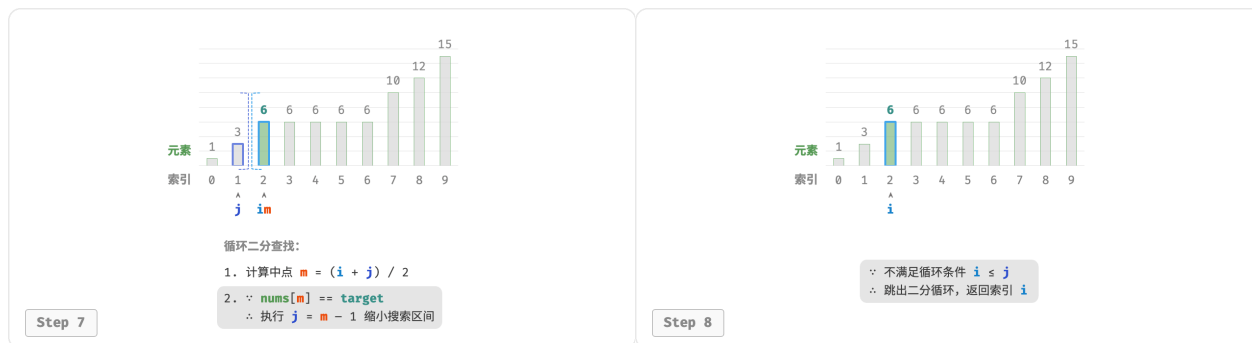 15
12
10
6 6 6 6 6
3
1
元素
索引 0 1 2 3 4 5 6 7 8 9
j im
循环二分查找：
1. 计算中点 m = (i + j) / 2
2. ∵ nums[m] == target
∴ 执行 j = m − 1 缩小搜索区间
Step 7
15
12
10
6 6 6 6 6
3
1
元素
索引 0 1 2 3 4 5 6 7 8 9
i
∵ 不满足循环条件 i ≤ j
∴ 跳出二分循环，返回索引 i
Step 8